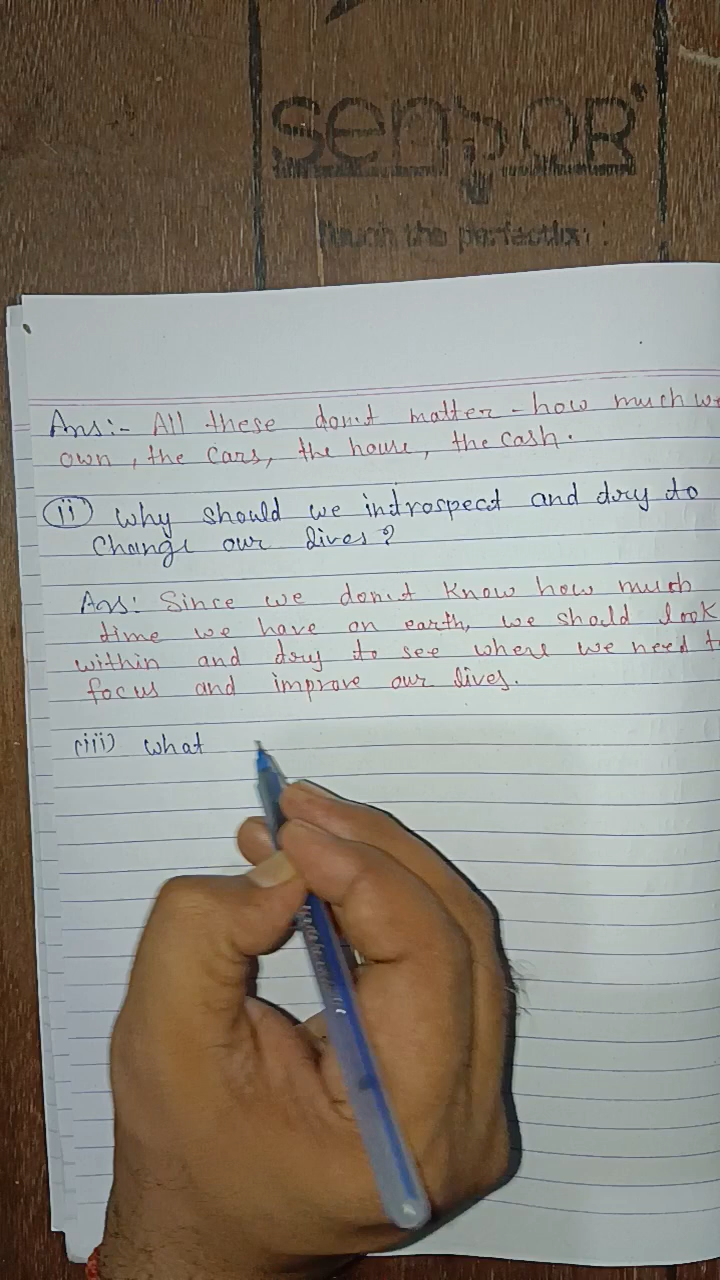 senSOR
Touch the perfection
Ans:- All these don't matter - how much we
own, the cars, the house, the cash.
(ii) Why should we introspect and try to
change our lives?
Ans: Since we don't know how much
time we have on earth, we should look
within and try to see where we need to
focus and improve our lives.
(iii) What